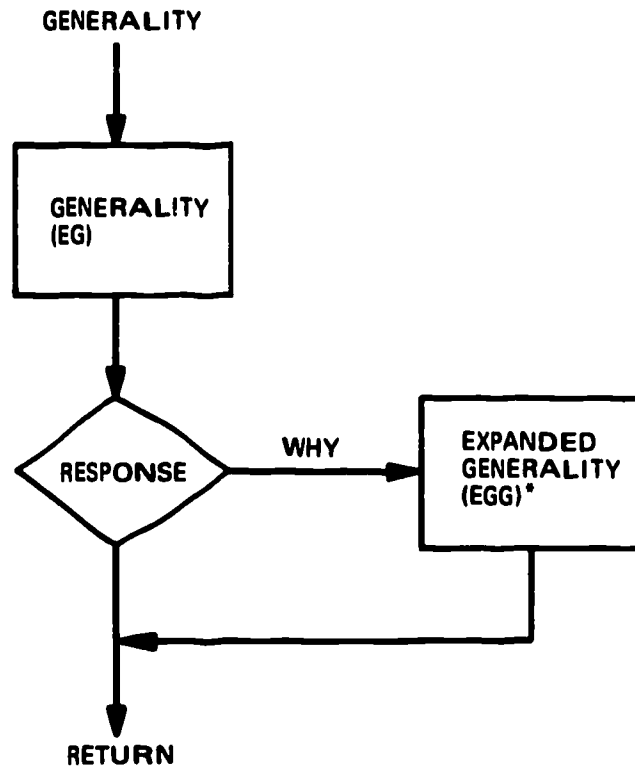 GENERALITY
GENERALITY
(EG)
RESPONSE
WHY
EXPANDED
GENERALITY
(EGG)*
RETURN